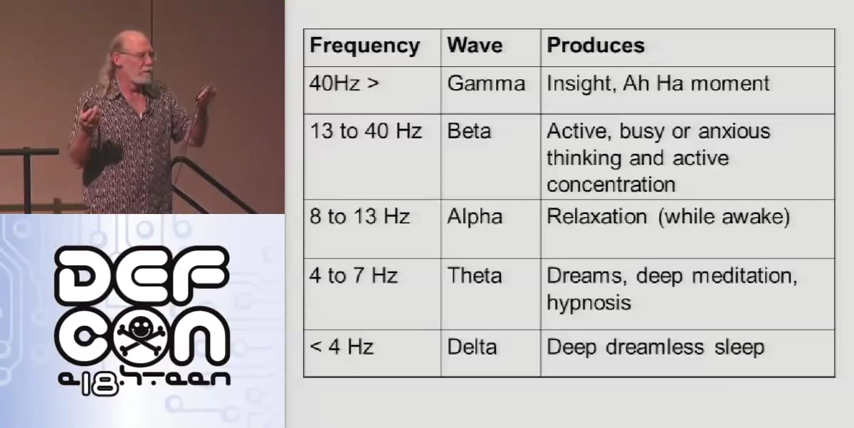 Frequency Wave Produces
40Hz > Gamma Insight, Ah Ha moment
13 to 40 Hz Beta Active, busy or anxious
thinking and active
concentration
8 to 13 Hz Alpha Relaxation (while awake)
4 to 7 Hz Theta Dreams, deep meditation,
hypnosis
< 4 Hz Delta Deep dreamless sleep
DEF
CON
e18h-teen